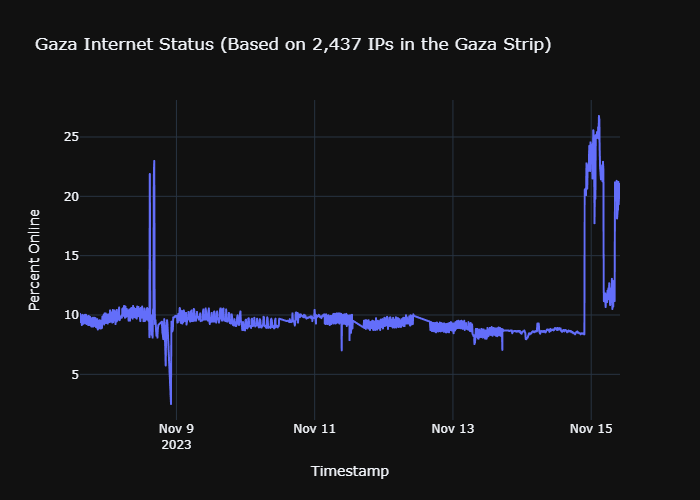 Gaza Internet Status (Based on 2,437 IPs in the Gaza Strip)
Percent Online
25
20
15
10
5
Nov 9
2023
Nov 11
Nov 13
Nov 15
Timestamp